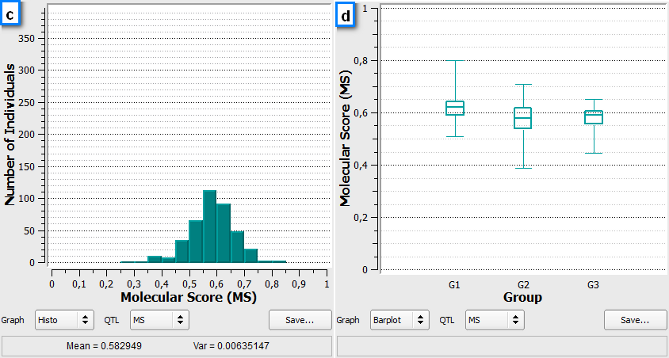 c
Number of Individuals
350
300
250
200
150
100
50
0
0 0,1 0,2 0,3 0,4 0,5 0,6 0,7 0,8 0,9 1
Molecular Score (MS)
Graph Histo QTL MS Save...
Mean = 0.582949 Var = 0.00635147
d
Molecular Score (MS)
1
0,8
0,6
0,4
0,2
0
G1 G2 G3
Group
Graph Barplot QTL MS Save...